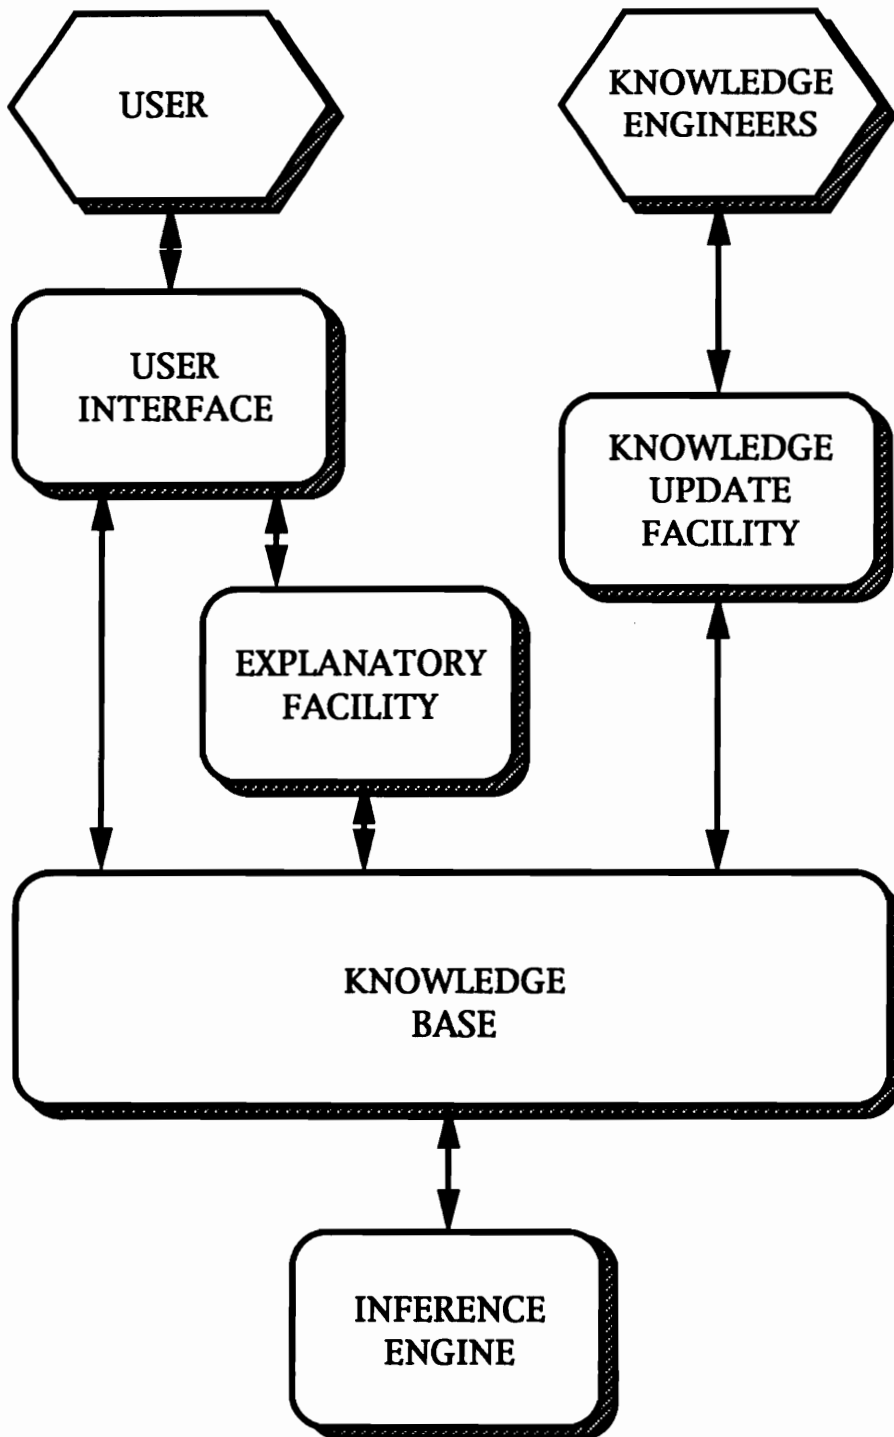 USER
KNOWLEDGE
ENGINEERS
USER
INTERFACE
KNOWLEDGE
UPDATE
FACILITY
EXPLANATORY
FACILITY
KNOWLEDGE
BASE
INFERENCE
ENGINE